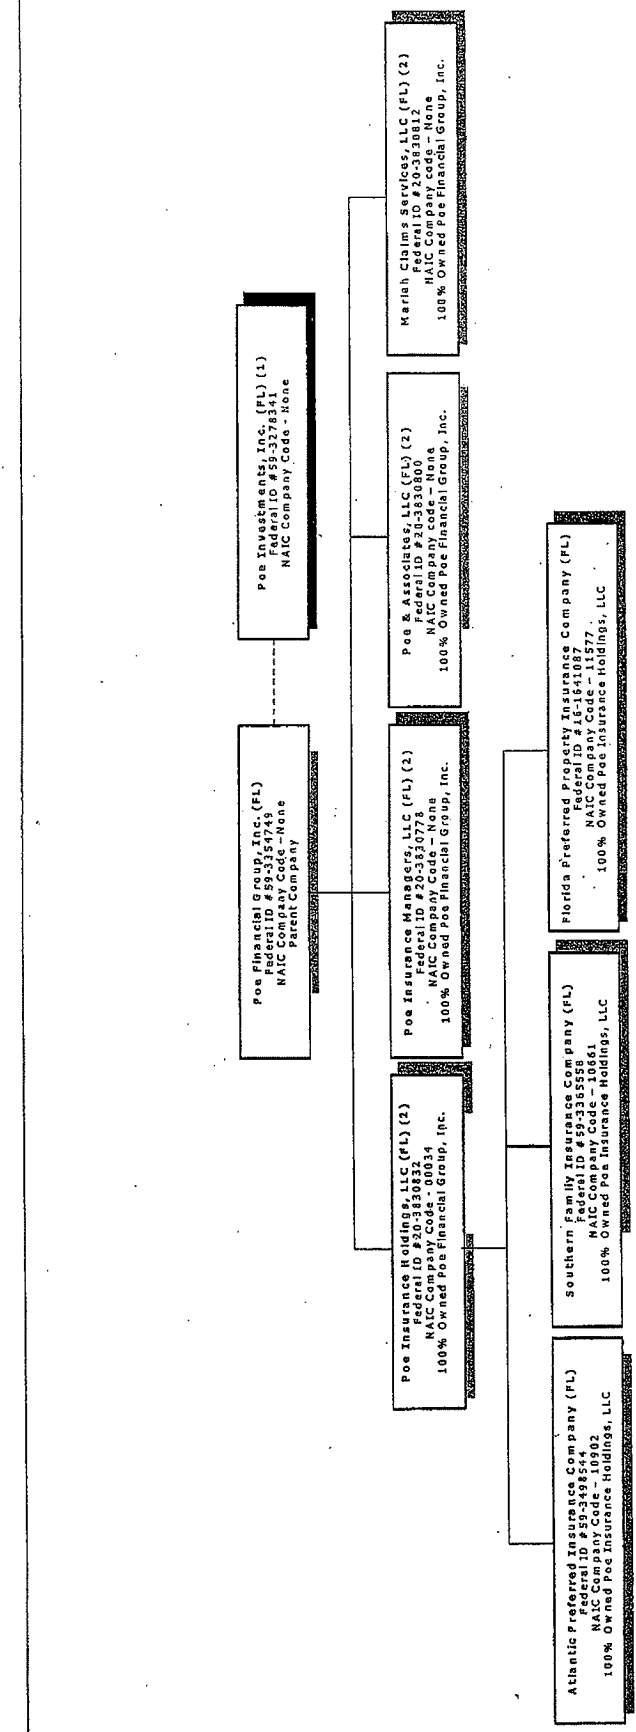 Poe Financial Group, Inc. (FL)
Federal ID #59-3354749
NAIC Company Code - None
Parent Company
Poe Investments, Inc. (FL) (1)
Federal ID #59-3278341
NAIC Company Code - None
Poe Insurance Holdings, LLC (FL) (2)
Federal ID #20-3830832
NAIC Company Code - 00034
100% Owned Poe Financial Group, Inc.
Poe Insurance Managers, LLC (FL) (2)
Federal ID #20-3830778
NAIC Company Code - None
100% Owned Poe Financial Group, Inc.
Poe & Associates, LLC (FL) (2)
Federal ID #20-3830800
NAIC Company code - None
100% Owned Poe Financial Group, Inc.
Mariah Claims Services, LLC (FL) (2)
Federal ID #20-3830812
NAIC Company code - None
100% Owned Poe Financial Group, Inc.
Atlantic Preferred Insurance Company (FL)
Federal ID #59-3498544
NAIC Company Code - 10902
100% Owned Poe Insurance Holdings, LLC
Southern Family Insurance Company (FL)
Federal ID #59-3365558
NAIC Company Code - 10661
100% Owned Poe Insurance Holdings, LLC
Florida Preferred Property Insurance Company (FL)
Federal ID #16-1641087
NAIC Company Code - 11577
100% Owned Poe Insurance Holdings, LLC